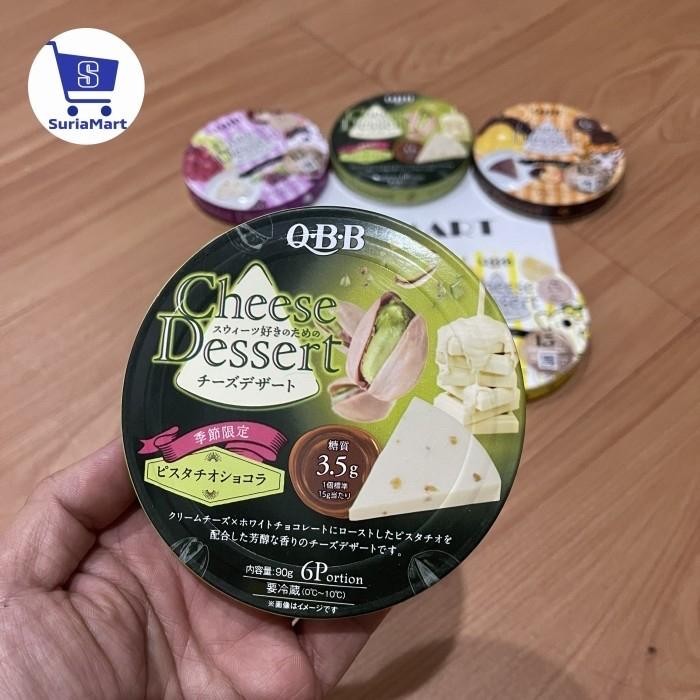 S
SuriaMart
Q·B·B
Cheese
スウィーツ好きのための
Dessert
チーズデザート
季節限定
ピスタチオショコラ
糖質
3.5g
1個標準
15g当たり
クリームチーズ×ホワイトチョコレートにローストしたピスタチオを
配合した芳醇な香りのチーズデザートです。
内容量:90g 6Portion
要冷蔵(0℃~10℃)
※画像はイメージです
QBB
Cheese
ART
QBB
Cheese
Dessert